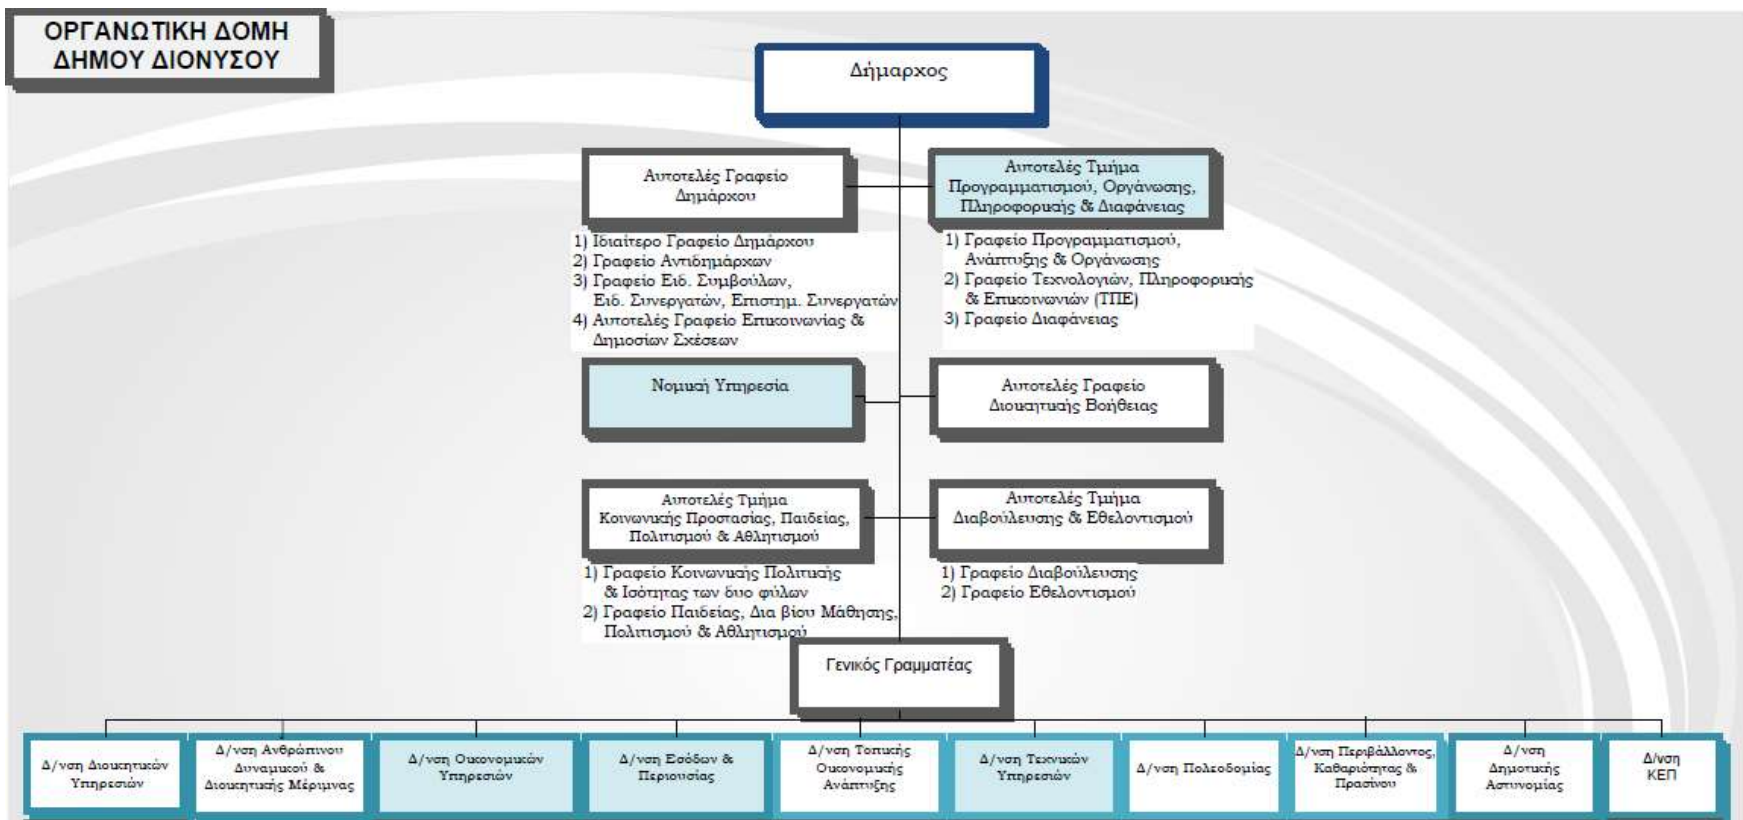 ΟΡΓΑΝΩΤΙΚΗ ΔΟΜΗ
ΔΗΜΟΥ ΔΙΟΝΥΣΟΥ
Δήμαρχος
Αυτοτελές Γραφείο
Δημάρχου
1) Ιδιαίτερο Γραφείο Δημάρχου
2) Γραφείο Αντιδημάρχων
3) Γραφείο Ειδ. Συμβούλων,
Ειδ. Συνεργατών, Επιστημ. Συνεργατών
4) Αυτοτελές Γραφείο Επικοινωνίας &
Δημοσίων Σχέσεων
Αυτοτελές Τμήμα
Προγραμματισμού, Οργάνωσης,
Πληροφορικής & Διαφάνειας
1) Γραφείο Προγραμματισμού,
Ανάπτυξης & Οργάνωσης
2) Γραφείο Τεχνολογιών, Πληροφορικής
& Επικοινωνιών (ΤΠΕ)
3) Γραφείο Διαφάνειας
Νομική Υπηρεσία
Αυτοτελές Γραφείο
Διοικητικής Βοήθειας
Αυτοτελές Τμήμα
Κοινωνικής Προστασίας, Παιδείας,
Πολιτισμού & Αθλητισμού
1) Γραφείο Κοινωνικής Πολιτικής
& Ισότητας των δυο φύλων
2) Γραφείο Παιδείας, Δια βίου Μάθησης,
Πολιτισμού & Αθλητισμού
Αυτοτελές Τμήμα
Διαβούλευσης & Εθελοντισμού
1) Γραφείο Διαβούλευσης
2) Γραφείο Εθελοντισμού
Γενικός Γραμματέας
Δ/νση Διοικητικών
Υπηρεσιών
Δ/νση Ανθρώπινου
Δυναμικού &
Διοικητικής Μέριμνας
Δ/νση Οικονομικών
Υπηρεσιών
Δ/νση Εσόδων &
Περιουσίας
Δ/νση Τοπικής
Οικονομικής
Ανάπτυξης
Δ/νση Τεχνικών
Υπηρεσιών
Δ/νση Πολεοδομίας
Δ/νση Περιβάλλοντος,
Καθαριότητας &
Πρασίνου
Δ/νση
Δημοτικής
Αστυνομίας
Δ/νση
ΚΕΠ